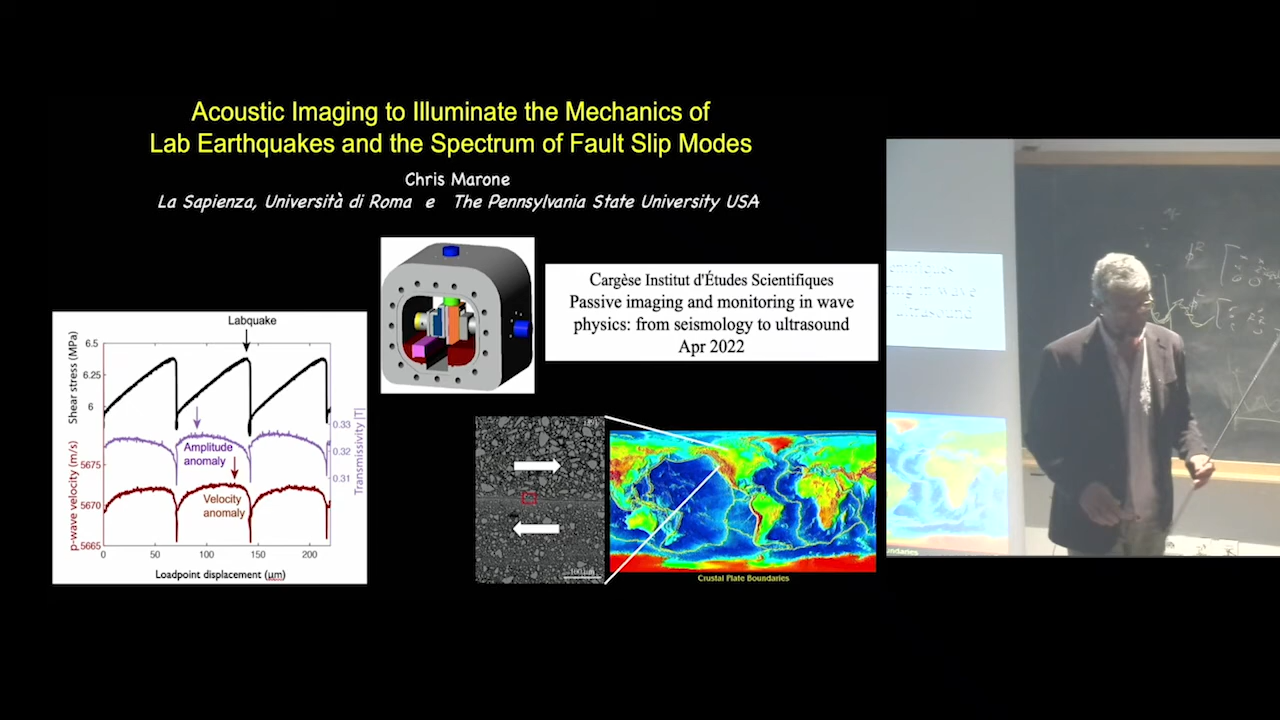 Acoustic Imaging to Illuminate the Mechanics of
Lab Earthquakes and the Spectrum of Fault Slip Modes
Chris Marone
La Sapienza, Università di Roma e The Pennsylvania State University USA
Cargèse Institut d'Études Scientifiques
Passive imaging and monitoring in wave
physics: from seismology to ultrasound
Apr 2022
Labquake
Shear stress (MPa)
6.5
6.25
6
Amplitude
anomaly
0.33
0.32
0.31
Transmissivity |T|
p-wave velocity (m/s)
5675
5670
5665
Velocity
anomaly
0
50
100
150
200
Loadpoint displacement (µm)
Crustal Plate Boundaries